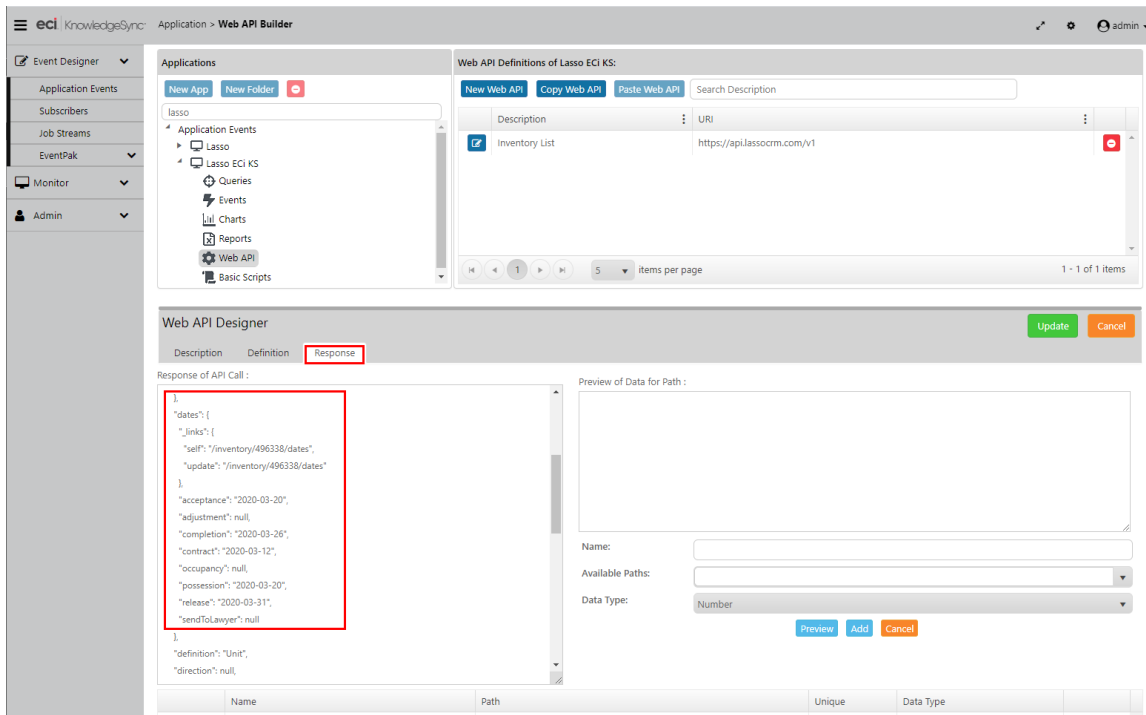 eci KnowledgeSync
Application > Web API Builder
admin
Event Designer
Application Events
Subscribers
Job Streams
EventPak
Monitor
Admin
Applications
New App New Folder
lasso
Application Events
Lasso
Lasso ECi KS
Queries
Events
Charts
Reports
Web API
Basic Scripts
Web API Definitions of Lasso ECi KS:
New Web API Copy Web API Paste Web API Search Description
Description URI
Inventory List https://api.lassocrm.com/v1
1 5 items per page 1 - 1 of 1 items
Web API Designer
Update Cancel
Description Definition Response
Response of API Call :
},
"dates": {
"_links": {
"self": "/inventory/496338/dates",
"update": "/inventory/496338/dates"
},
"acceptance": "2020-03-20",
"adjustment": null,
"completion": "2020-03-26",
"contract": "2020-03-12",
"occupancy": null,
"possession": "2020-03-20",
"release": "2020-03-31",
"sendToLawyer": null
},
"definition": "Unit",
"direction": null,
Preview of Data for Path :
Name:
Available Paths:
Data Type: Number
Preview Add Cancel
Name Path Unique Data Type